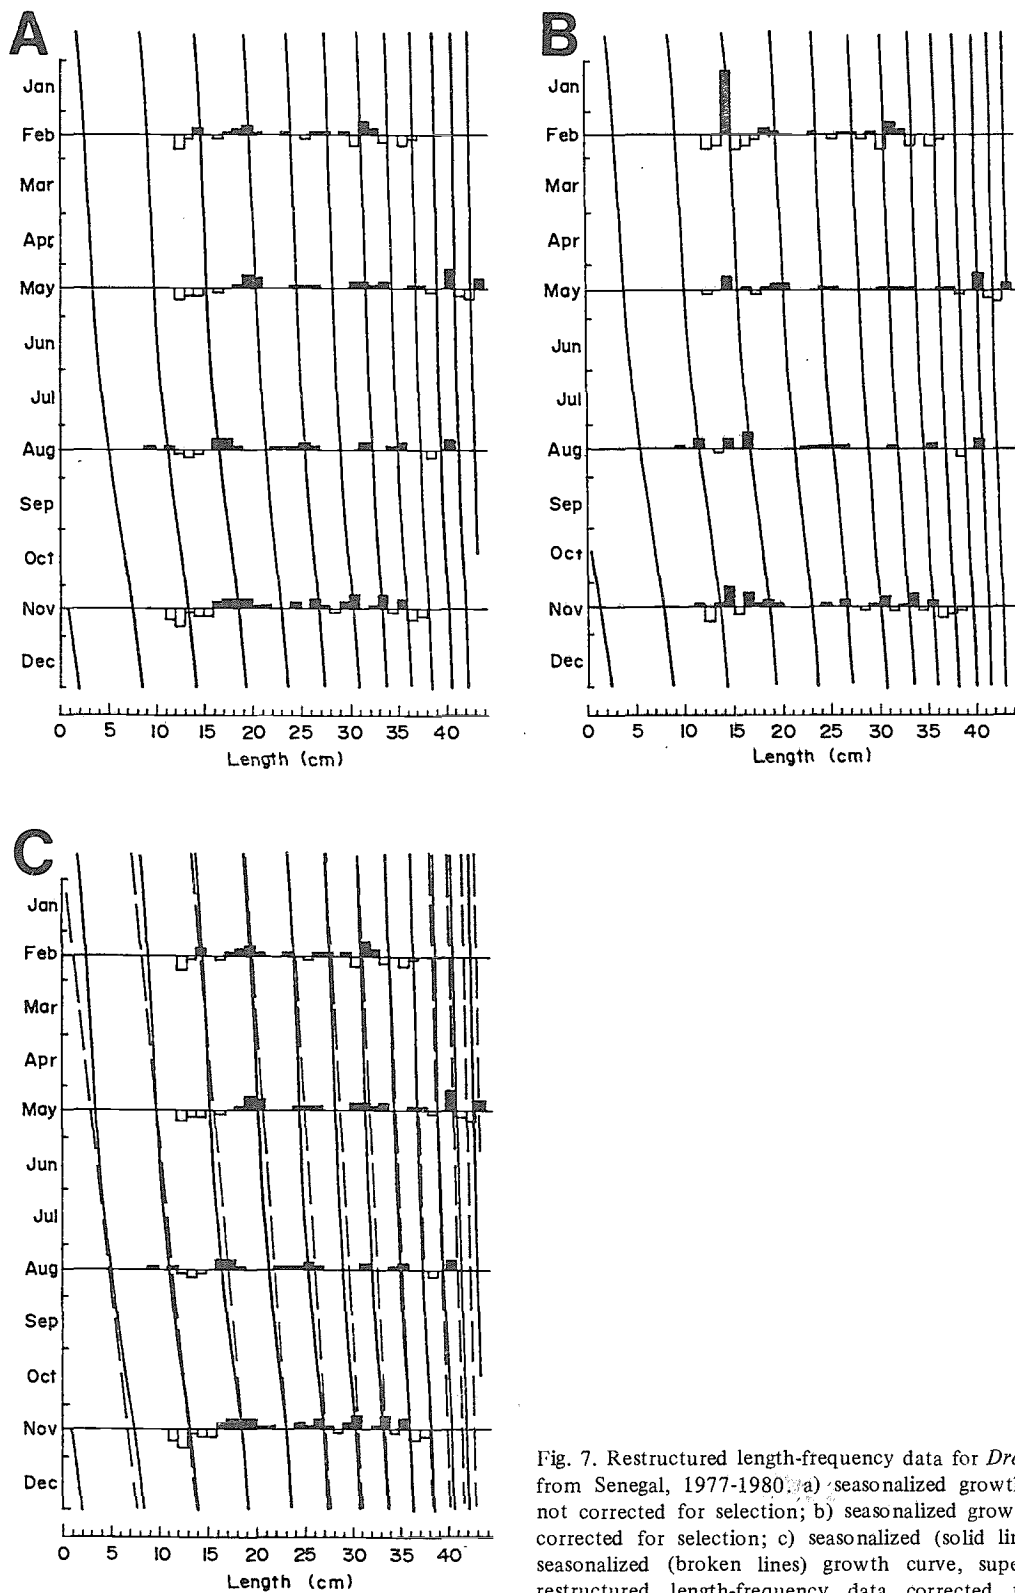 A
Jan
Feb
Mar
Apr
May
Jun
Jul
Aug
Sep
Oct
Nov
Dec
0 5 10 15 20 25 30 35 40
Length (cm)
B
Jan
Feb
Mar
Apr
May
Jun
Jul
Aug
Sep
Oct
Nov
Dec
0 5 10 15 20 25 30 35 40
Length (cm)
C
Jan
Feb
Mar
Apr
May
Jun
Jul
Aug
Sep
Oct
Nov
Dec
0 5 10 15 20 25 30 35 40
Length (cm)
Fig. 7. Restructured length-frequency data for Dre
from Senegal, 1977-1980. a) seasonalized growth
not corrected for selection; b) seasonalized grow
corrected for selection; c) seasonalized (solid lin
seasonalized (broken lines) growth curve, supe
restructured length-frequency data corrected